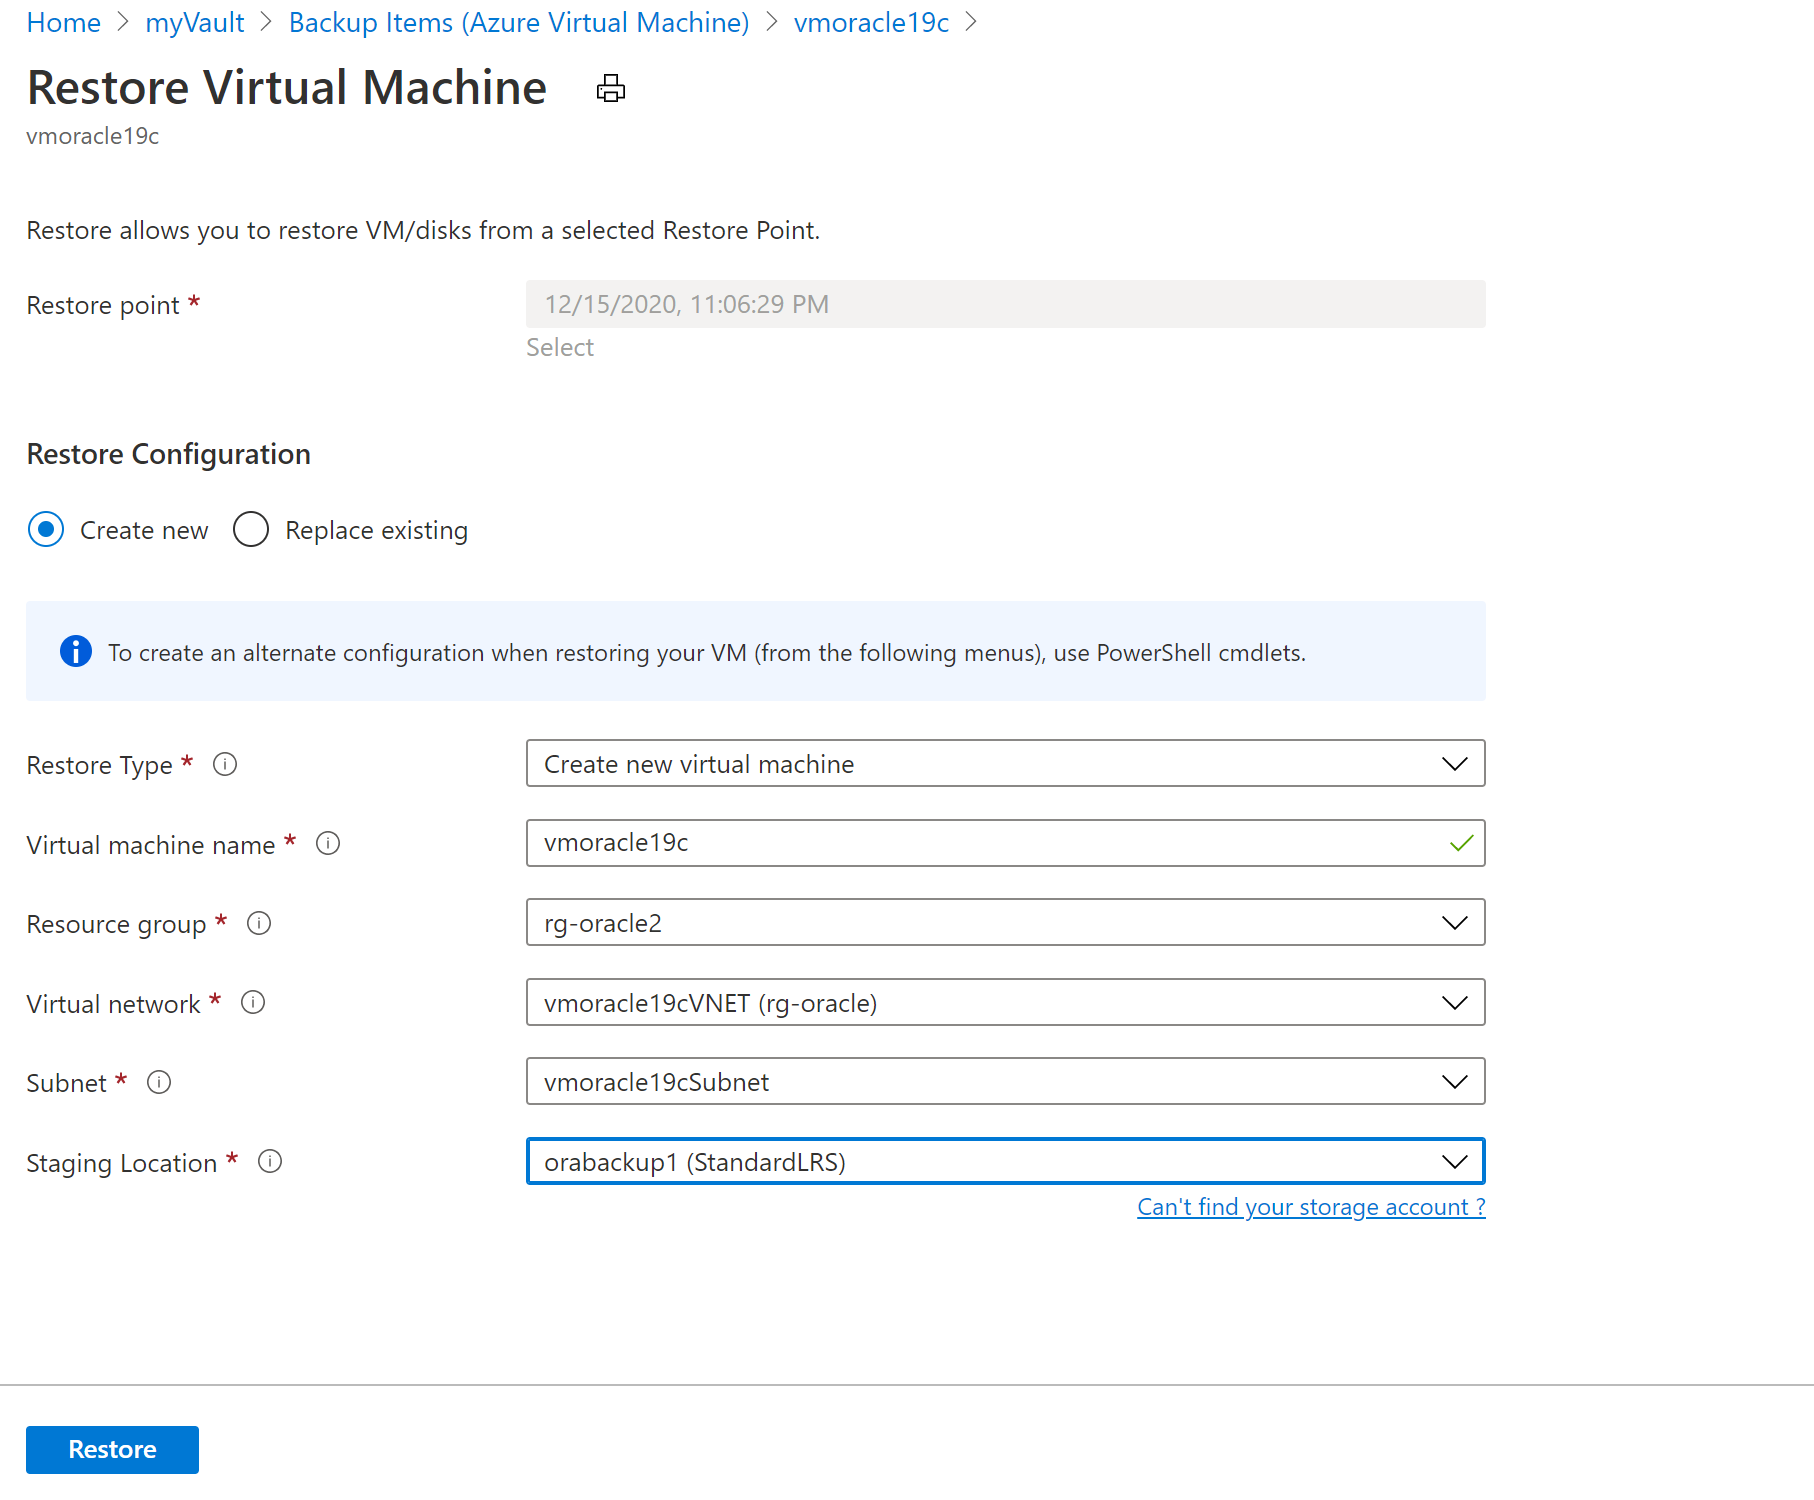 Home > myVault > Backup Items (Azure Virtual Machine) > vmoracle19c >
Restore Virtual Machine
vmoracle19c
Restore allows you to restore VM/disks from a selected Restore Point.
Restore point * 12/15/2020, 11:06:29 PM
Select
Restore Configuration
Create new Replace existing
To create an alternate configuration when restoring your VM (from the following menus), use PowerShell cmdlets.
Restore Type * Create new virtual machine
Virtual machine name * vmoracle19c
Resource group * rg-oracle2
Virtual network * vmoracle19cVNET (rg-oracle)
Subnet * vmoracle19cSubnet
Staging Location * orabackup1 (StandardLRS)
Can't find your storage account ?
Restore